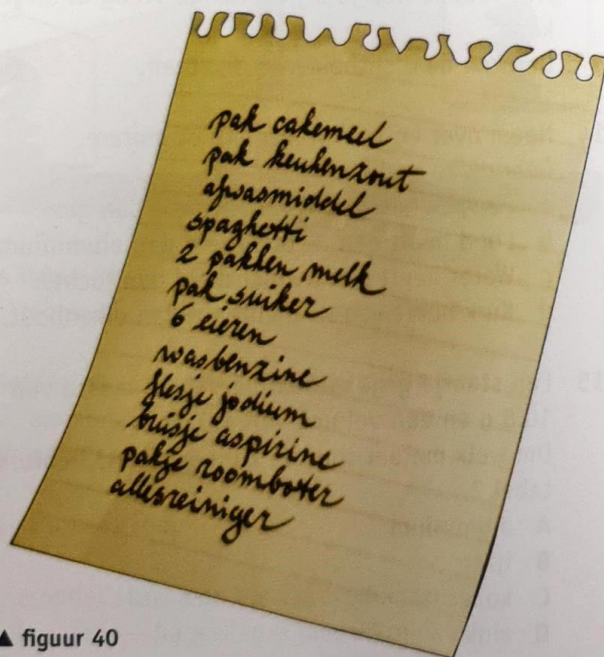 pak cakemeel
pak keukenzout
afwasmiddel
spaghetti
2 pakken melk
pak suiker
6 eieren
wasbenzine
flesje jodium
buisje aspirine
pakje roomboter
allesreiniger
▲ figuur 40